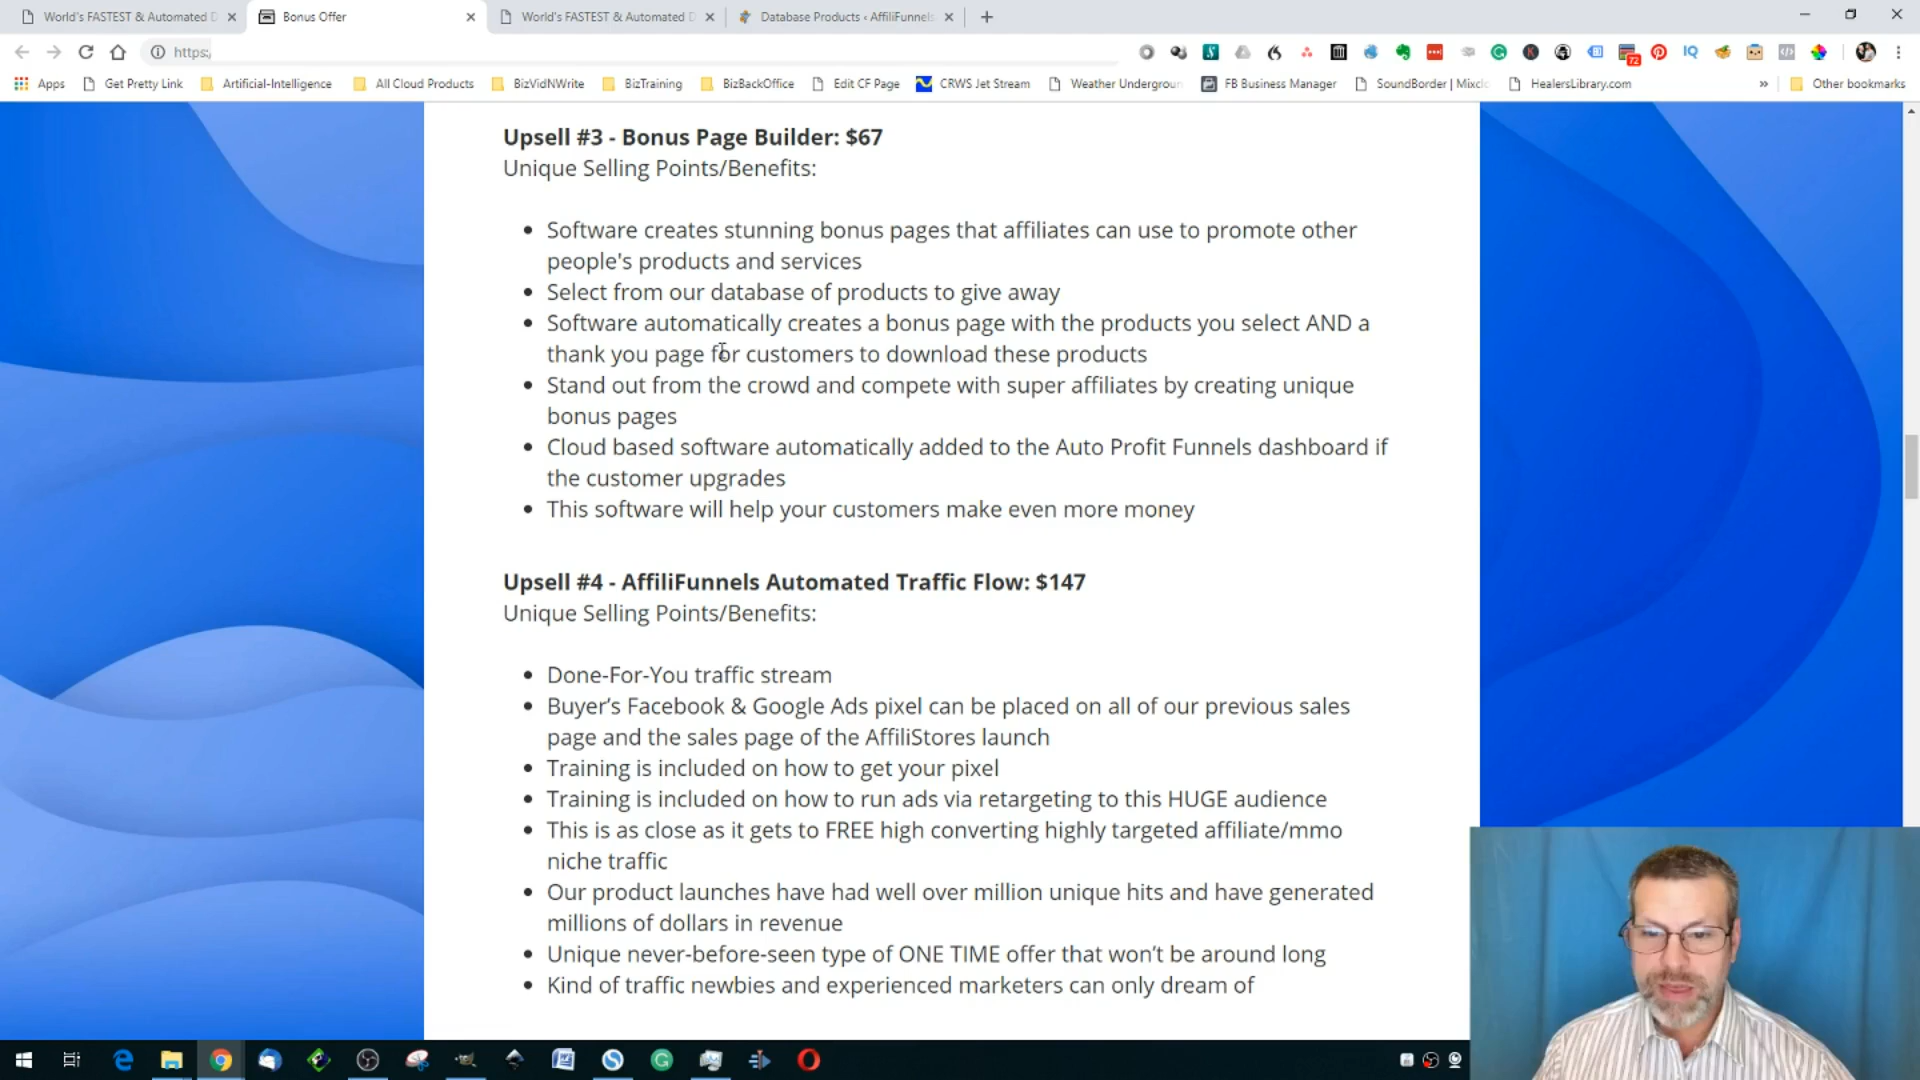 World's FASTEST & Automated D
Bonus Offer
World's FASTEST & Automated D
Database Products ‹ AffiliFunnels
https:
72
IQ
Apps
Get Pretty Link
Artificial-Intelligence
All Cloud Products
BizVidNWrite
BizTraining
BizBackOffice
Edit CF Page
CRWS Jet Stream
Weather Undergroun
FB Business Manager
SoundBorder | Mixclo
HealersLibrary.com
»
Other bookmarks
Upsell #3 - Bonus Page Builder: $67
Unique Selling Points/Benefits:
Software creates stunning bonus pages that affiliates can use to promote other
people's products and services
Select from our database of products to give away
Software automatically creates a bonus page with the products you select AND a
thank you page for customers to download these products
Stand out from the crowd and compete with super affiliates by creating unique
bonus pages
Cloud based software automatically added to the Auto Profit Funnels dashboard if
the customer upgrades
This software will help your customers make even more money
Upsell #4 - AffiliFunnels Automated Traffic Flow: $147
Unique Selling Points/Benefits:
Done-For-You traffic stream
Buyer’s Facebook & Google Ads pixel can be placed on all of our previous sales
page and the sales page of the AffiliStores launch
Training is included on how to get your pixel
Training is included on how to run ads via retargeting to this HUGE audience
This is as close as it gets to FREE high converting highly targeted affiliate/mmo
niche traffic
Our product launches have had well over million unique hits and have generated
millions of dollars in revenue
Unique never-before-seen type of ONE TIME offer that won’t be around long
Kind of traffic newbies and experienced marketers can only dream of